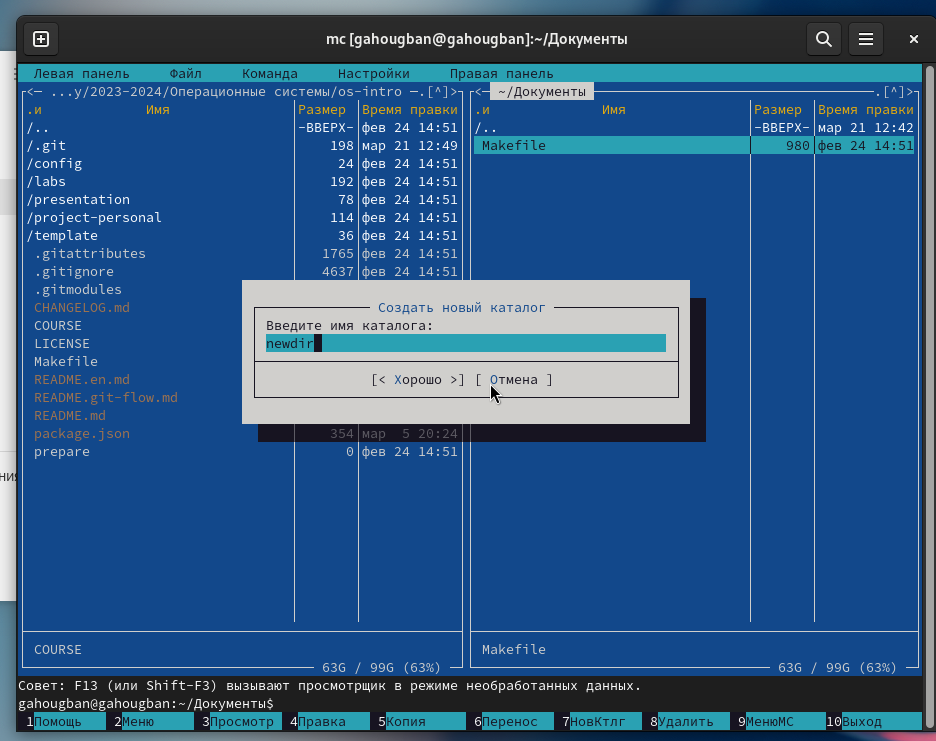 mc [gahougban@gahougban]:~/Документы
Левая панель Файл Команда Настройки Правая панель
<─ ...y/2023-2024/Операционные системы/os-intro ─.[^]>
.и Имя Размер Время правки
/.. -ВВЕРХ- фев 24 14:51
/.git 198 мар 21 12:49
/config 24 фев 24 14:51
/labs 192 фев 24 14:51
/presentation 78 фев 24 14:51
/project-personal 114 фев 24 14:51
/template 36 фев 24 14:51
.gitattributes 1765 фев 24 14:51
.gitignore 4637 фев 24 14:51
.gitmodules
CHANGELOG.md
COURSE
LICENSE
Makefile
README.en.md
README.git-flow.md
README.md
package.json 354 мар 5 20:24
prepare 0 фев 24 14:51
COURSE
63G / 99G (63%)
<─ ~/Документы .[^]>
.и Имя Размер Время правки
/.. -ВВЕРХ- мар 21 12:42
Makefile 980 фев 24 14:51
Makefile
63G / 99G (63%)
Создать новый каталог
Введите имя каталога:
newdir
[< Хорошо >] [ Отмена ]
Совет: F13 (или Shift-F3) вызывают просмотрщик в режиме необработанных данных.
gahougban@gahougban:~/Документы$
1Помощь 2Меню 3Просмотр 4Правка 5Копия 6Перенос 7НовКтлг 8Удалить 9МенюМС 10Выход